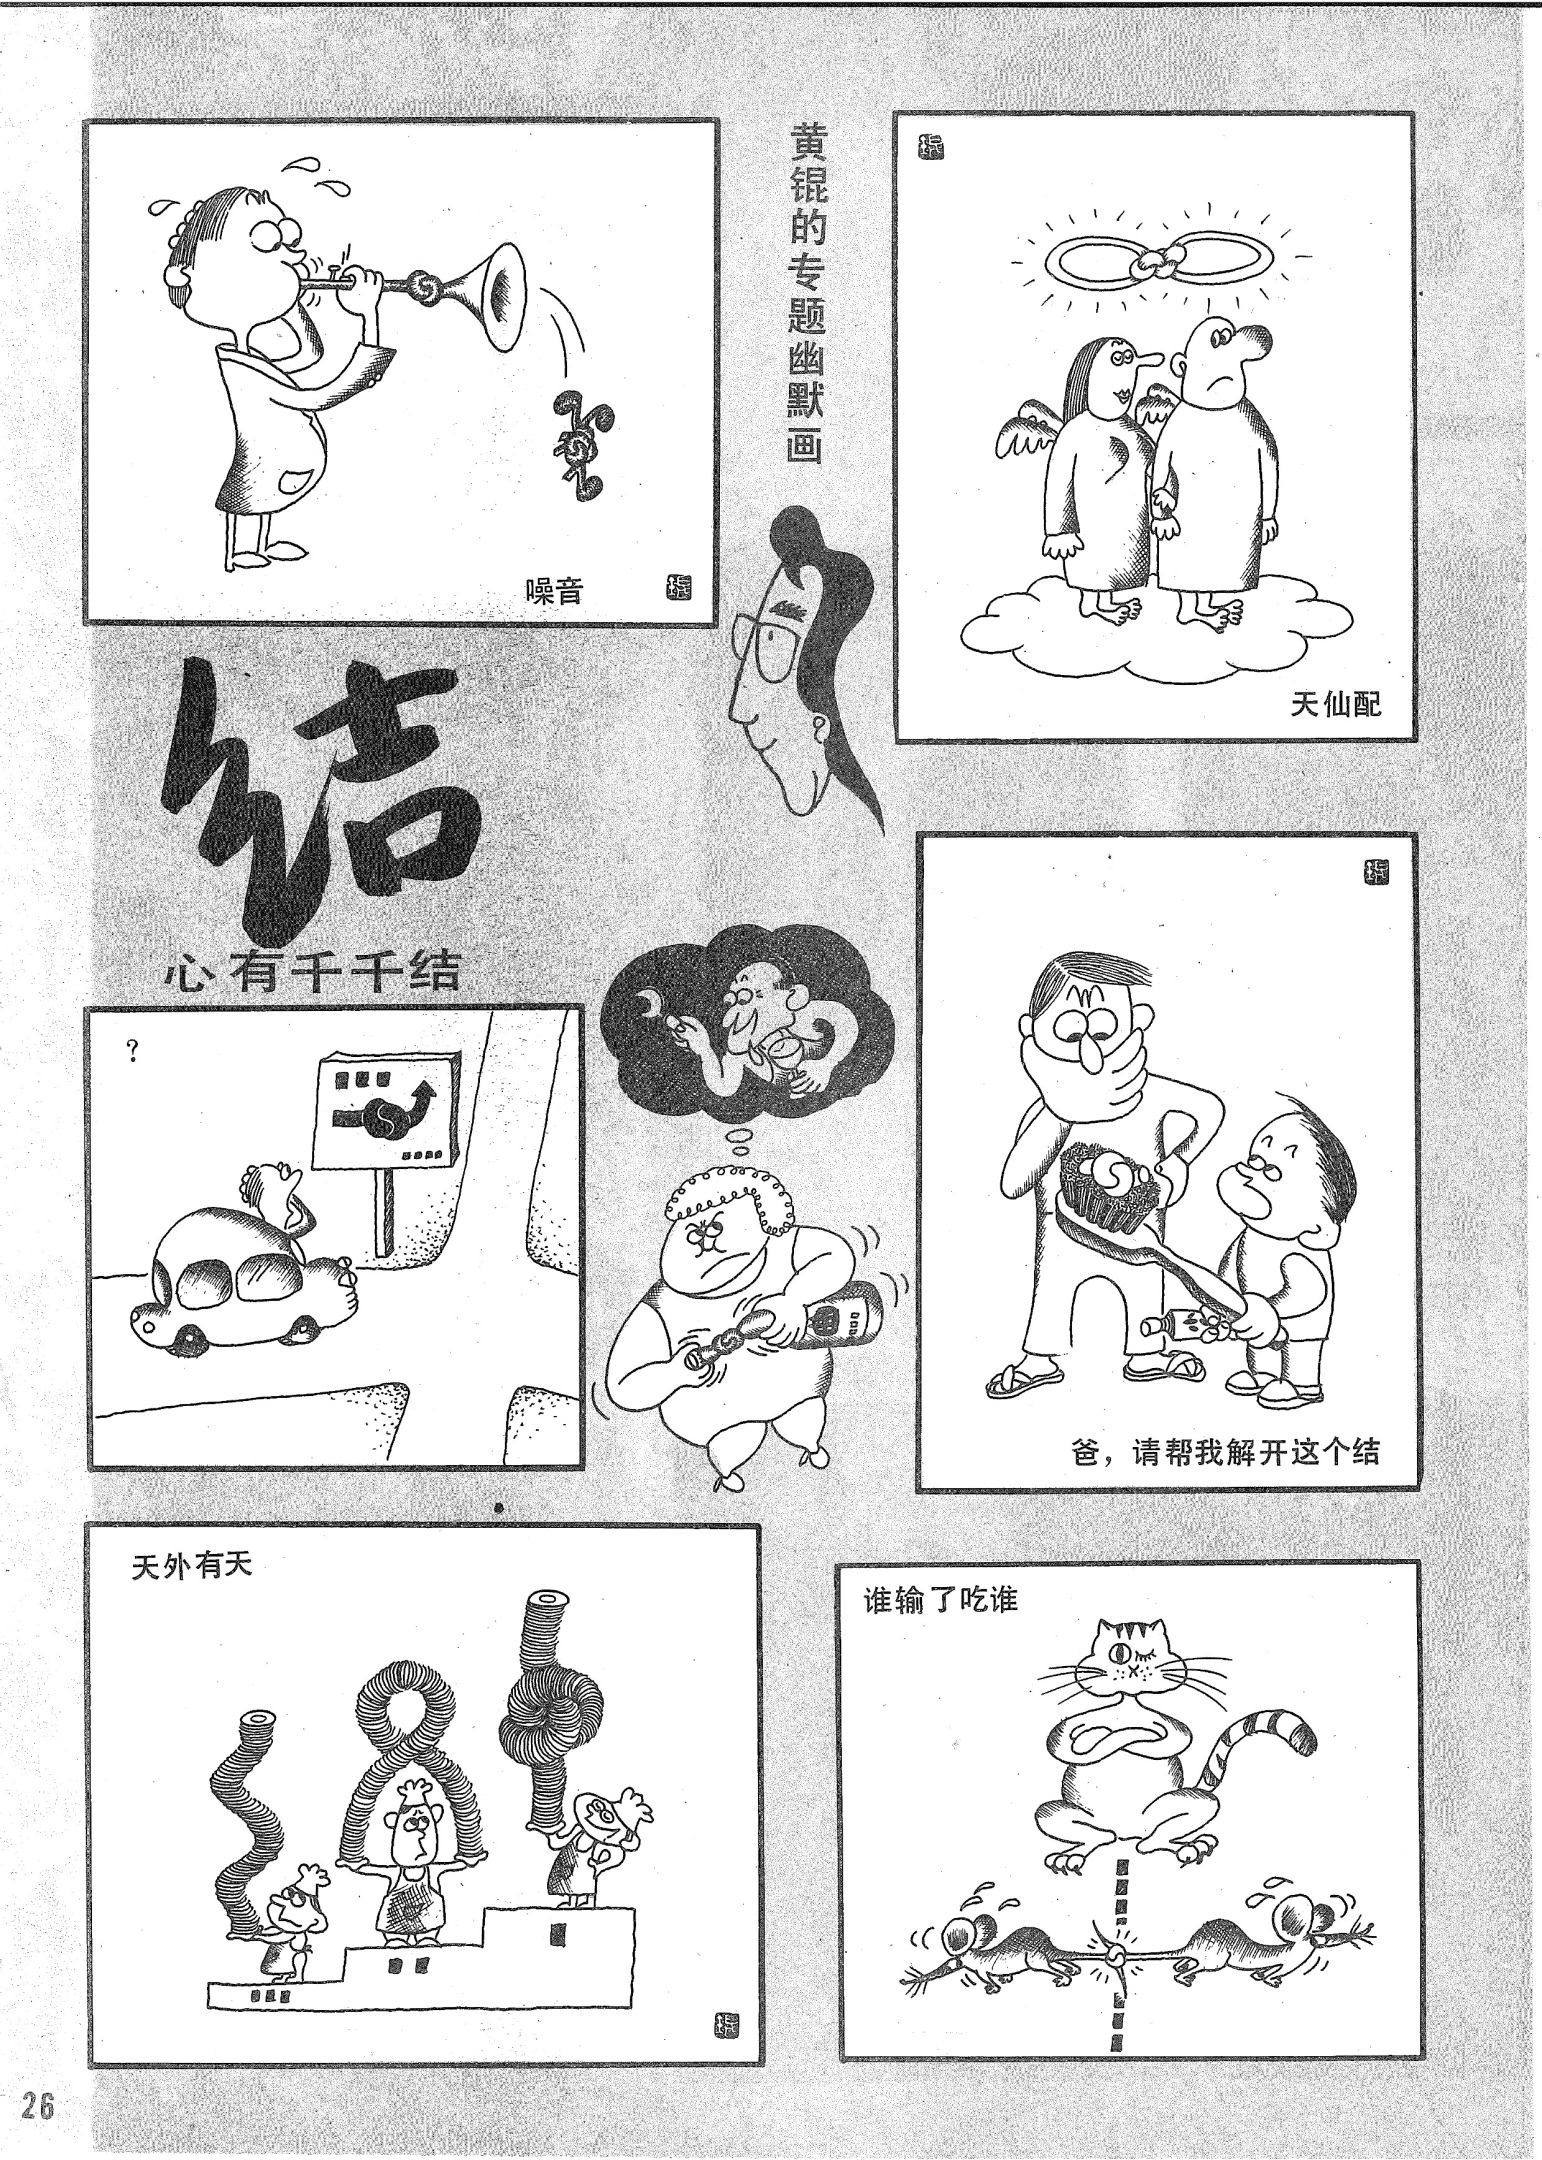 黄锟的专题幽默画
噪音
天仙配
结
心有千千结
?
爸，请帮我解开这个结
天外有天
谁输了吃谁
26